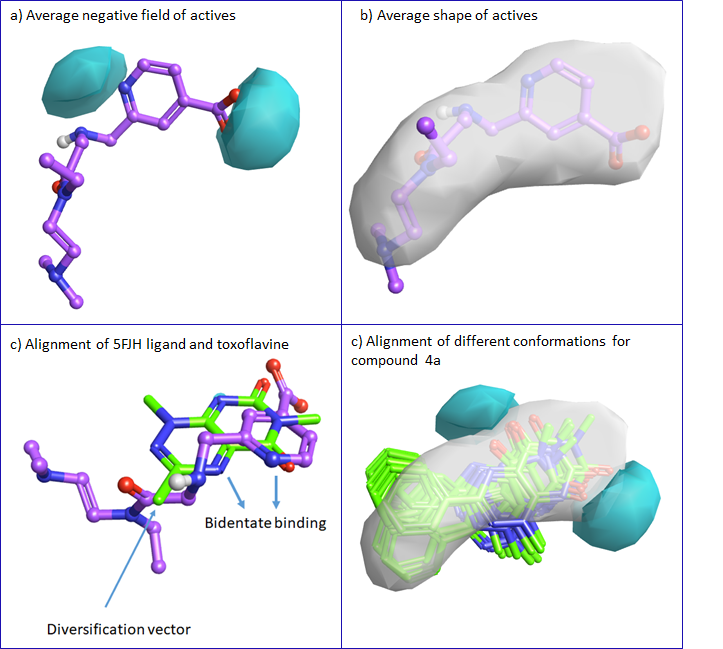 a) Average negative field of actives
b) Average shape of actives
c) Alignment of 5FJH ligand and toxoflavine
Bidentate binding
Diversification vector
c) Alignment of different conformations for
compound 4a